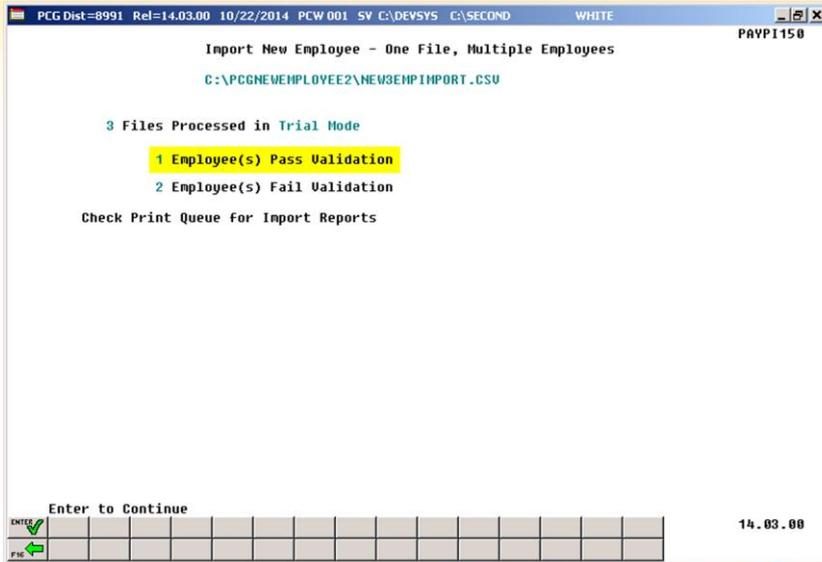 PCG Dist=8991 Rel=14.03.00 10/22/2014 PCW 001 SV C:\DEVSYS C:\SECOND WHITE
PAYPI150
Import New Employee - One File, Multiple Employees
C:\PCGNEWEMPLOYEE2\NEW3EMPIMPORT.CSV
3 Files Processed in Trial Mode
1 Employee(s) Pass Validation
2 Employee(s) Fail Validation
Check Print Queue for Import Reports
Enter to Continue
ENTER
14.03.00
F16